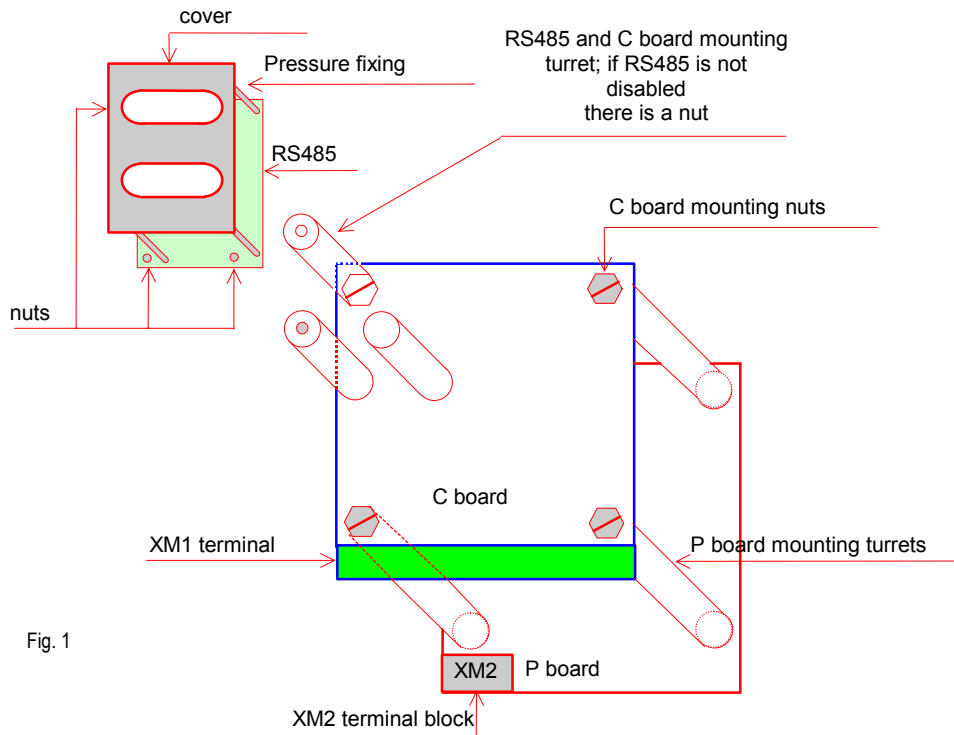 cover
Pressure fixing
RS485 and C board mounting
turret; if RS485 is not
disabled
there is a nut
RS485
C board mounting nuts
nuts
C board
XM1 terminal
P board mounting turrets
Fig. 1
XM2
P board
XM2 terminal block